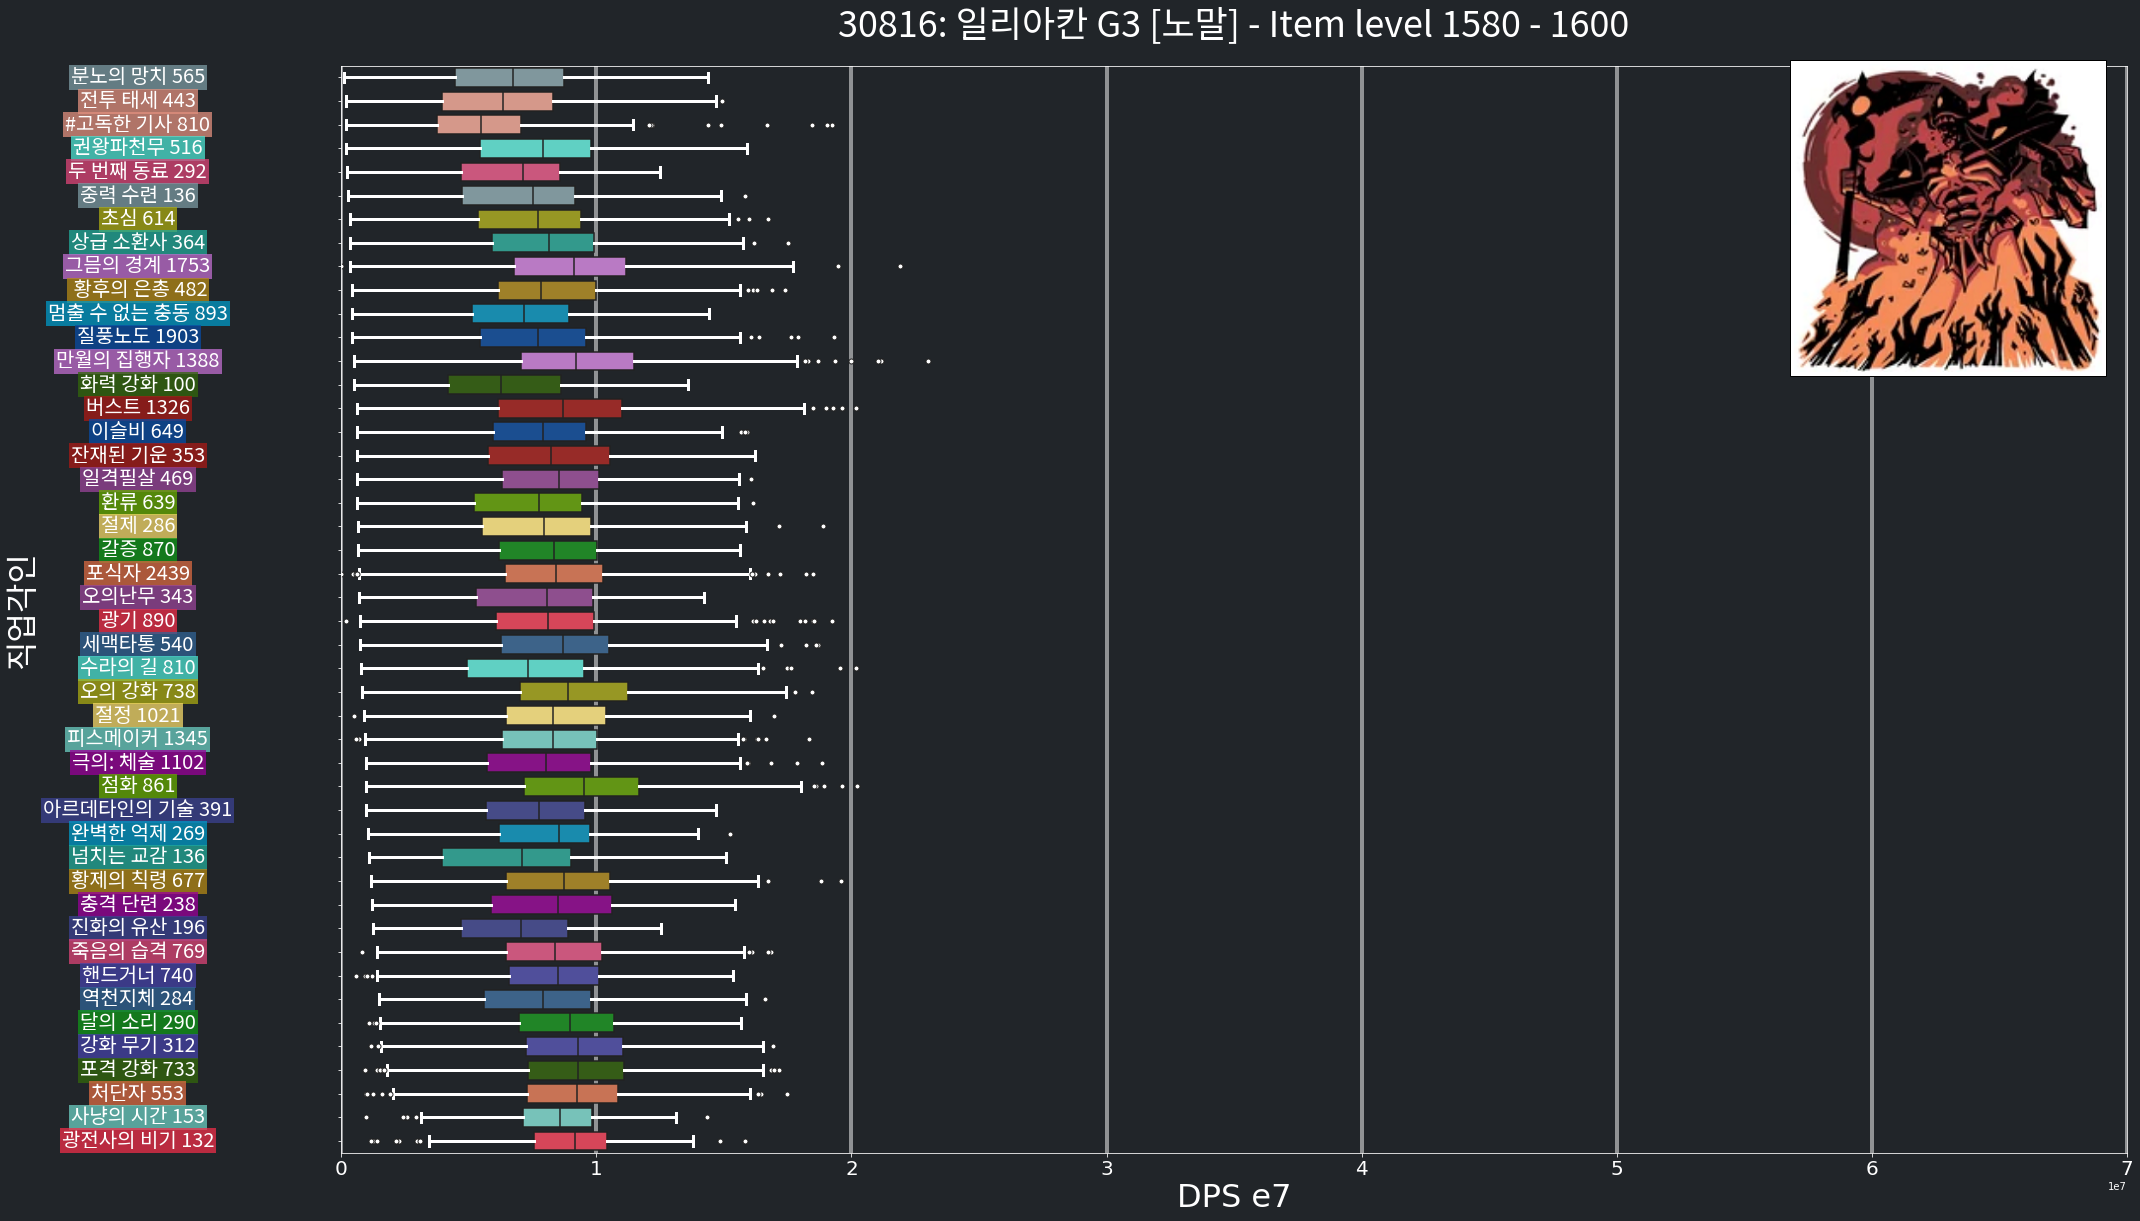 30816: 일리아칸 G3 [노말] - Item level 1580 - 1600
직업각인
분노의 망치 565
전투 태세 443
#고독한 기사 810
권왕파천무 516
두 번째 동료 292
중력 수련 136
초심 614
상급 소환사 364
그믐의 경계 1753
황후의 은총 482
멈출 수 없는 충동 893
질풍노도 1903
만월의 집행자 1388
화력 강화 100
버스트 1326
이슬비 649
잔재된 기운 353
일격필살 469
환류 639
절제 286
갈증 870
포식자 2439
오의난무 343
광기 890
세맥타통 540
수라의 길 810
오의 강화 738
절정 1021
피스메이커 1345
극의: 체술 1102
점화 861
아르데타인의 기술 391
완벽한 억제 269
넘치는 교감 136
황제의 칙령 677
충격 단련 238
진화의 유산 196
죽음의 습격 769
핸드거너 740
역천지체 284
달의 소리 290
강화 무기 312
포격 강화 733
처단자 553
사냥의 시간 153
광전사의 비기 132
0 1 2 3 4 5 6 7
1e7
DPS e7